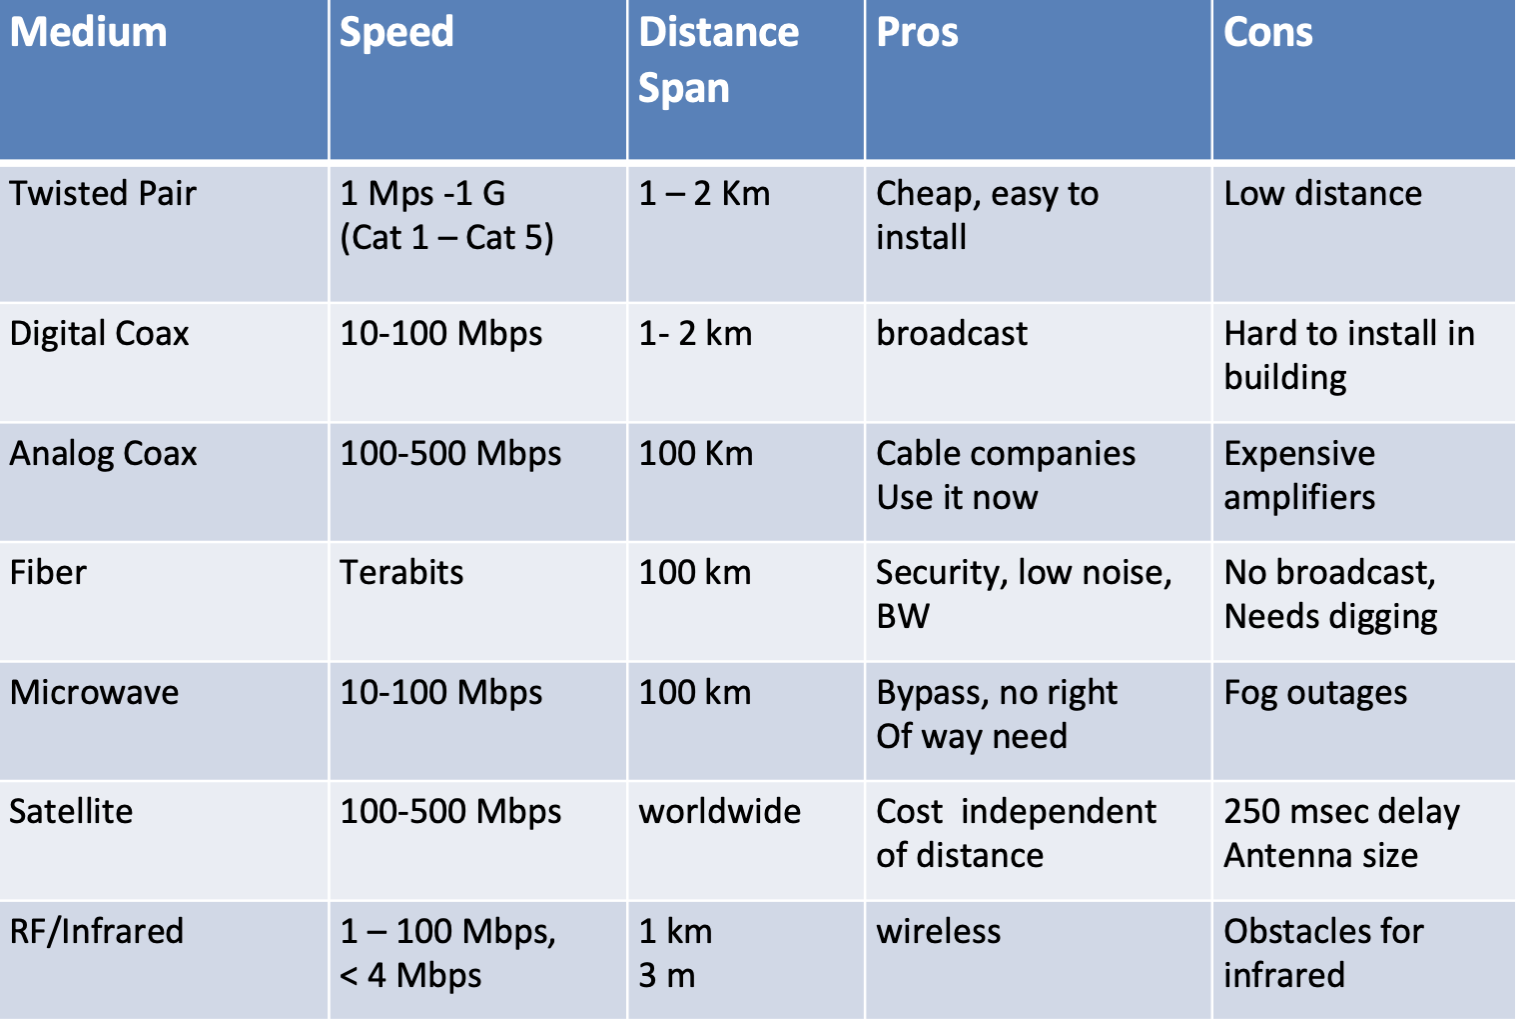 Medium Speed Distance Pros Cons
Span
Twisted Pair 1 Mps -1 G 1 – 2 Km Cheap, easy to Low distance
(Cat 1 – Cat 5) install
Digital Coax 10-100 Mbps 1- 2 km broadcast Hard to install in
building
Analog Coax 100-500 Mbps 100 Km Cable companies Expensive
Use it now amplifiers
Fiber Terabits 100 km Security, low noise, No broadcast,
BW Needs digging
Microwave 10-100 Mbps 100 km Bypass, no right Fog outages
Of way need
Satellite 100-500 Mbps worldwide Cost  independent 250 msec delay
of distance Antenna size
RF/Infrared 1 – 100 Mbps, 1 km wireless Obstacles for
< 4 Mbps 3 m infrared